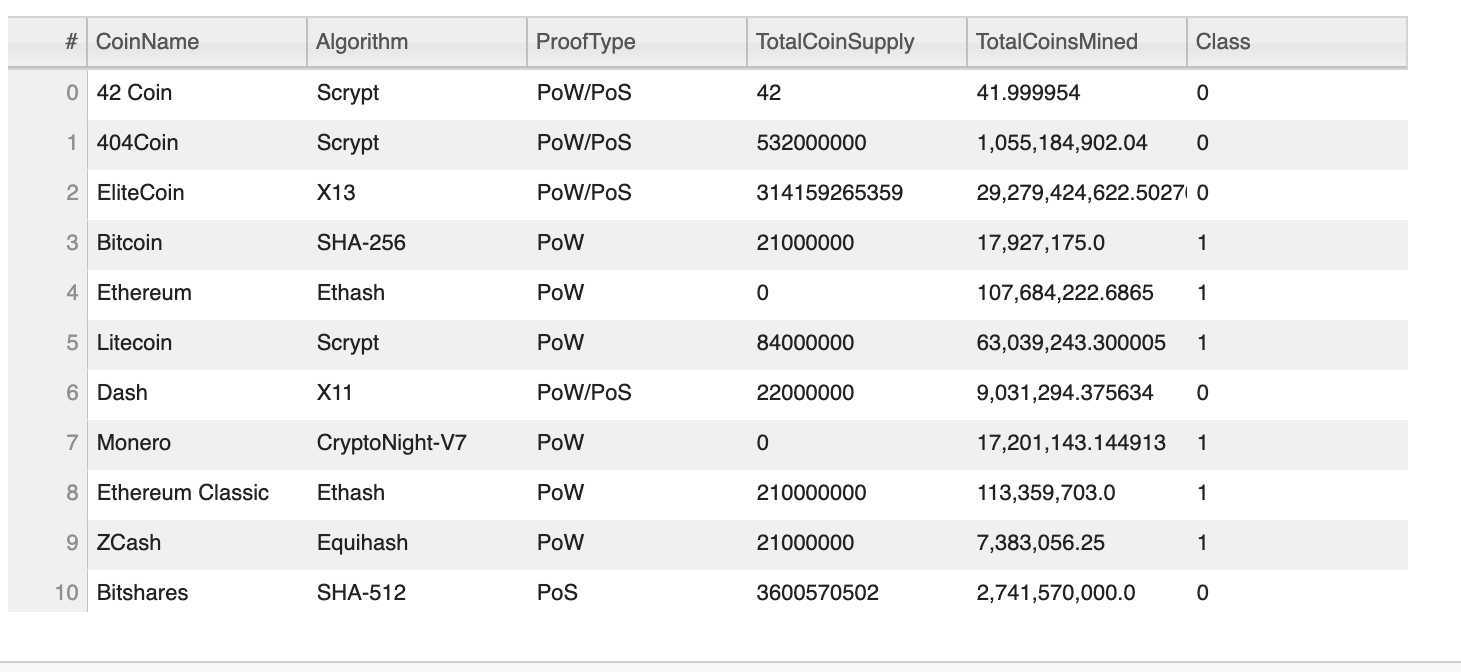 # CoinName Algorithm ProofType TotalCoinSupply TotalCoinsMined Class
0 42 Coin Scrypt PoW/PoS 42 41.999954 0
1 404Coin Scrypt PoW/PoS 532000000 1,055,184,902.04 0
2 EliteCoin X13 PoW/PoS 314159265359 29,279,424,622.5027 0
3 Bitcoin SHA-256 PoW 21000000 17,927,175.0 1
4 Ethereum Ethash PoW 0 107,684,222.6865 1
5 Litecoin Scrypt PoW 84000000 63,039,243.300005 1
6 Dash X11 PoW/PoS 22000000 9,031,294.375634 0
7 Monero CryptoNight-V7 PoW 0 17,201,143.144913 1
8 Ethereum Classic Ethash PoW 210000000 113,359,703.0 1
9 ZCash Equihash PoW 21000000 7,383,056.25 1
10 Bitshares SHA-512 PoS 3600570502 2,741,570,000.0 0